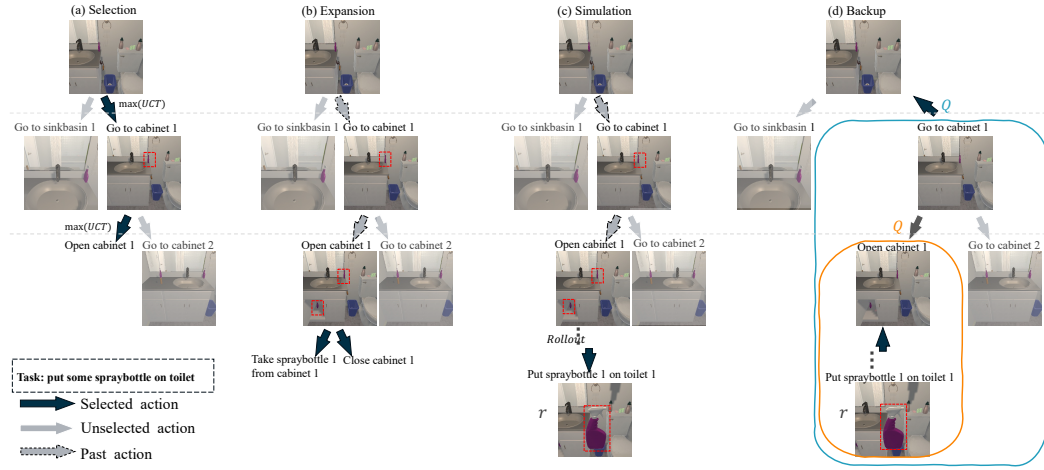 (a) Selection
(b) Expansion
(c) Simulation
(d) Backup
max(UCT)
Q
Go to sinkbasin 1
Go to cabinet 1
Go to sinkbasin 1
Go to cabinet 1
Go to sinkbasin 1
Go to cabinet 1
Go to sinkbasin 1
Go to cabinet 1
max(UCT)
Q
Open cabinet 1
Go to cabinet 2
Open cabinet 1
Go to cabinet 2
Open cabinet 1
Go to cabinet 2
Open cabinet 1
Go to cabinet 2
Rollout
Take spraybottle 1
from cabinet 1
Close cabinet 1
Put spraybottle 1 on toilet 1
Put spraybottle 1 on toilet 1
r
r
Task: put some spraybottle on toilet
Selected action
Unselected action
Past action